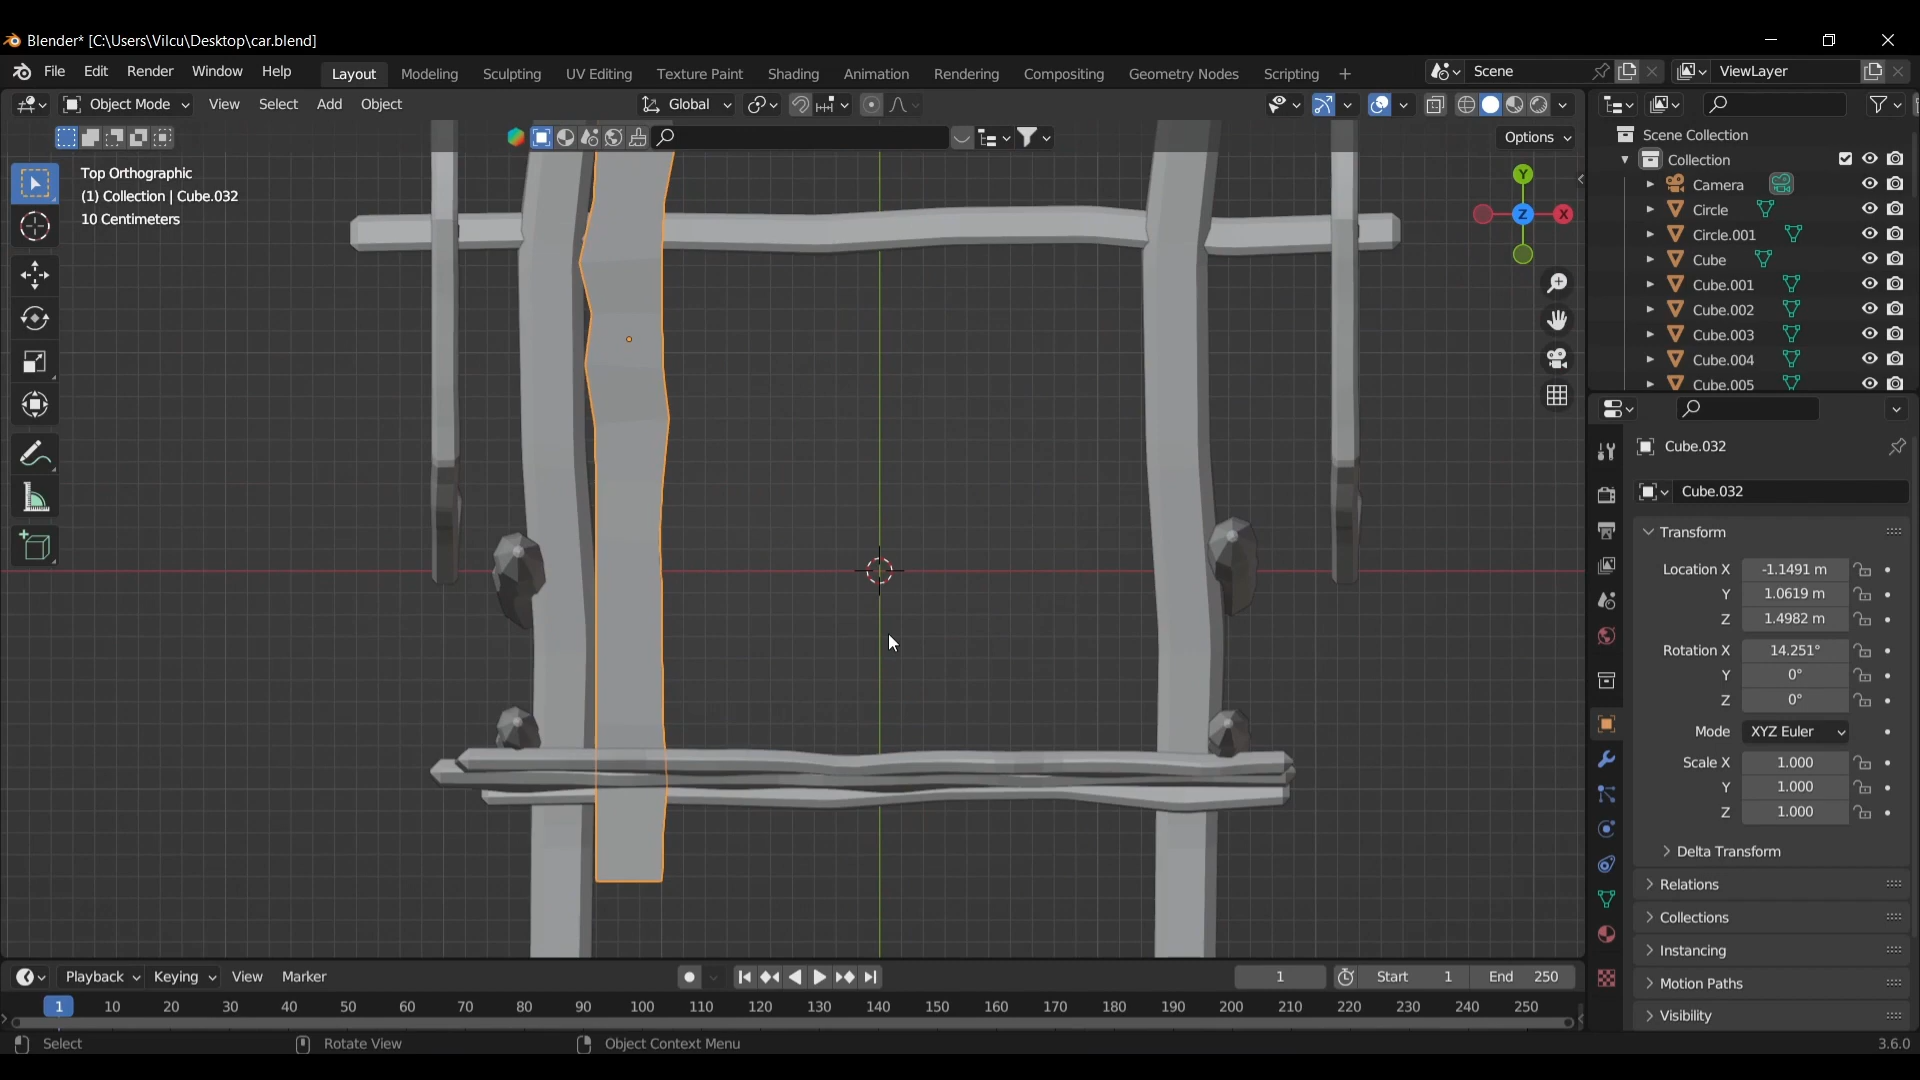 Blender* [C:\Users\Vilcu\Desktop\car.blend]
File Edit Render Window Help Layout Modeling Sculpting UV Editing Texture Paint Shading Animation Rendering Compositing Geometry Nodes Scripting + Scene ViewLayer
Object Mode View Select Add Object Global
Options
Top Orthographic
(1) Collection | Cube.032
10 Centimeters
Y
X
Z
Scene Collection
Collection
Camera
Circle
Circle.001
Cube
Cube.001
Cube.002
Cube.003
Cube.004
Cube.005
Cube.032
Cube.032
Transform
Location X -1.1491 m
Y 1.0619 m
Z 1.4982 m
Rotation X 14.251°
Y 0°
Z 0°
Mode XYZ Euler
Scale X 1.000
Y 1.000
Z 1.000
Delta Transform
Relations
Collections
Instancing
Motion Paths
Visibility
Playback Keying View Marker 1 Start 1 End 250
1 10 20 30 40 50 60 70 80 90 100 110 120 130 140 150 160 170 180 190 200 210 220 230 240 250
Select Rotate View Object Context Menu 3.6.0